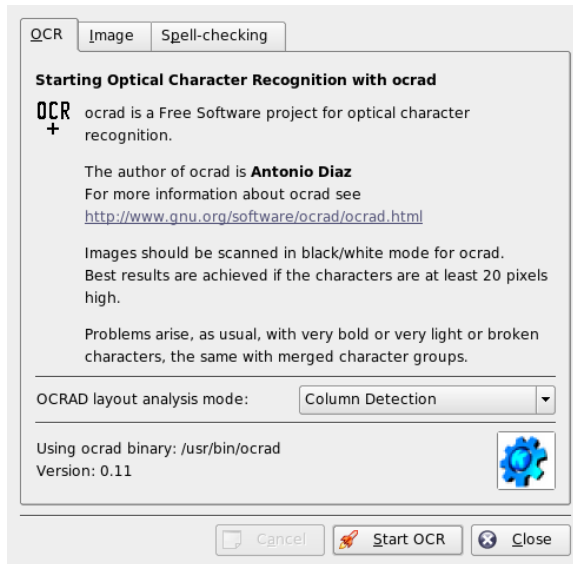 OCR Image Spell-checking
Starting Optical Character Recognition with ocrad
OCR
+
ocrad is a Free Software project for optical character
recognition.
The author of ocrad is Antonio Diaz
For more information about ocrad see
http://www.gnu.org/software/ocrad/ocrad.html
Images should be scanned in black/white mode for ocrad.
Best results are achieved if the characters are at least 20 pixels
high.
Problems arise, as usual, with very bold or very light or broken
characters, the same with merged character groups.
OCRAD layout analysis mode: Column Detection
Using ocrad binary: /usr/bin/ocrad
Version: 0.11
Cancel Start OCR Close